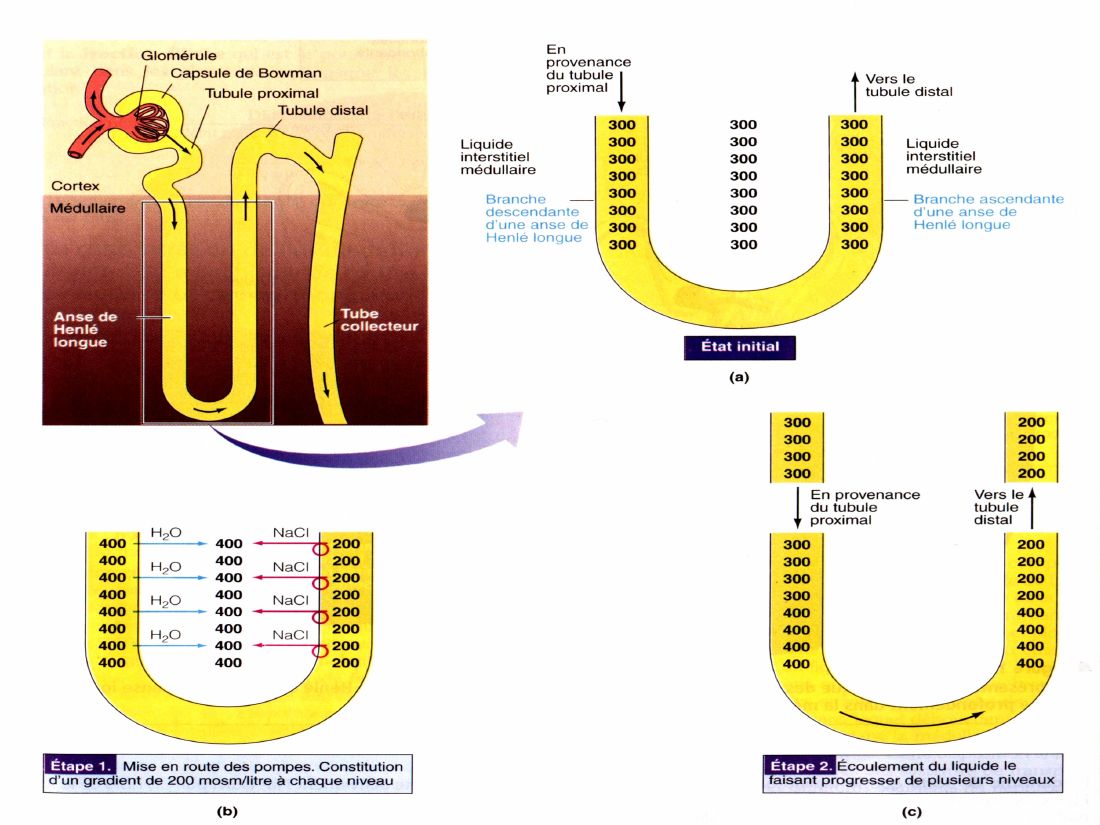 Glomérule
Capsule de Bowman
Tubule proximal
Tubule distal
Cortex
Médullaire
Anse de
Henlé
longue
Tube
collecteur
En
provenance
du tubule
proximal
Vers le
tubule distal
Liquide
interstitiel
médullaire
Branche
descendante
d'une anse de
Henlé longue
300 300 300
300 300 300
300 300 300
300 300 300
300 300 300
300 300 300
300 300 300
300 300 300
Liquide
interstitiel
médullaire
Branche ascendante
d'une anse de
Henlé longue
État initial
(a)
H2O NaCl
400 400 200
400 400 200
H2O NaCl
400 400 200
400 400 200
H2O NaCl
400 400 200
400 400 200
H2O NaCl
400 400 200
400 400 200
Étape 1. Mise en route des pompes. Constitution
d'un gradient de 200 mosm/litre à chaque niveau
(b)
300 200
300 200
300 200
300 200
En provenance
du tubule
proximal
Vers le
tubule
distal
300 200
300 200
300 200
300 200
400 400
400 400
400 400
400 400
Étape 2. Écoulement du liquide le
faisant progresser de plusieurs niveaux
(c)